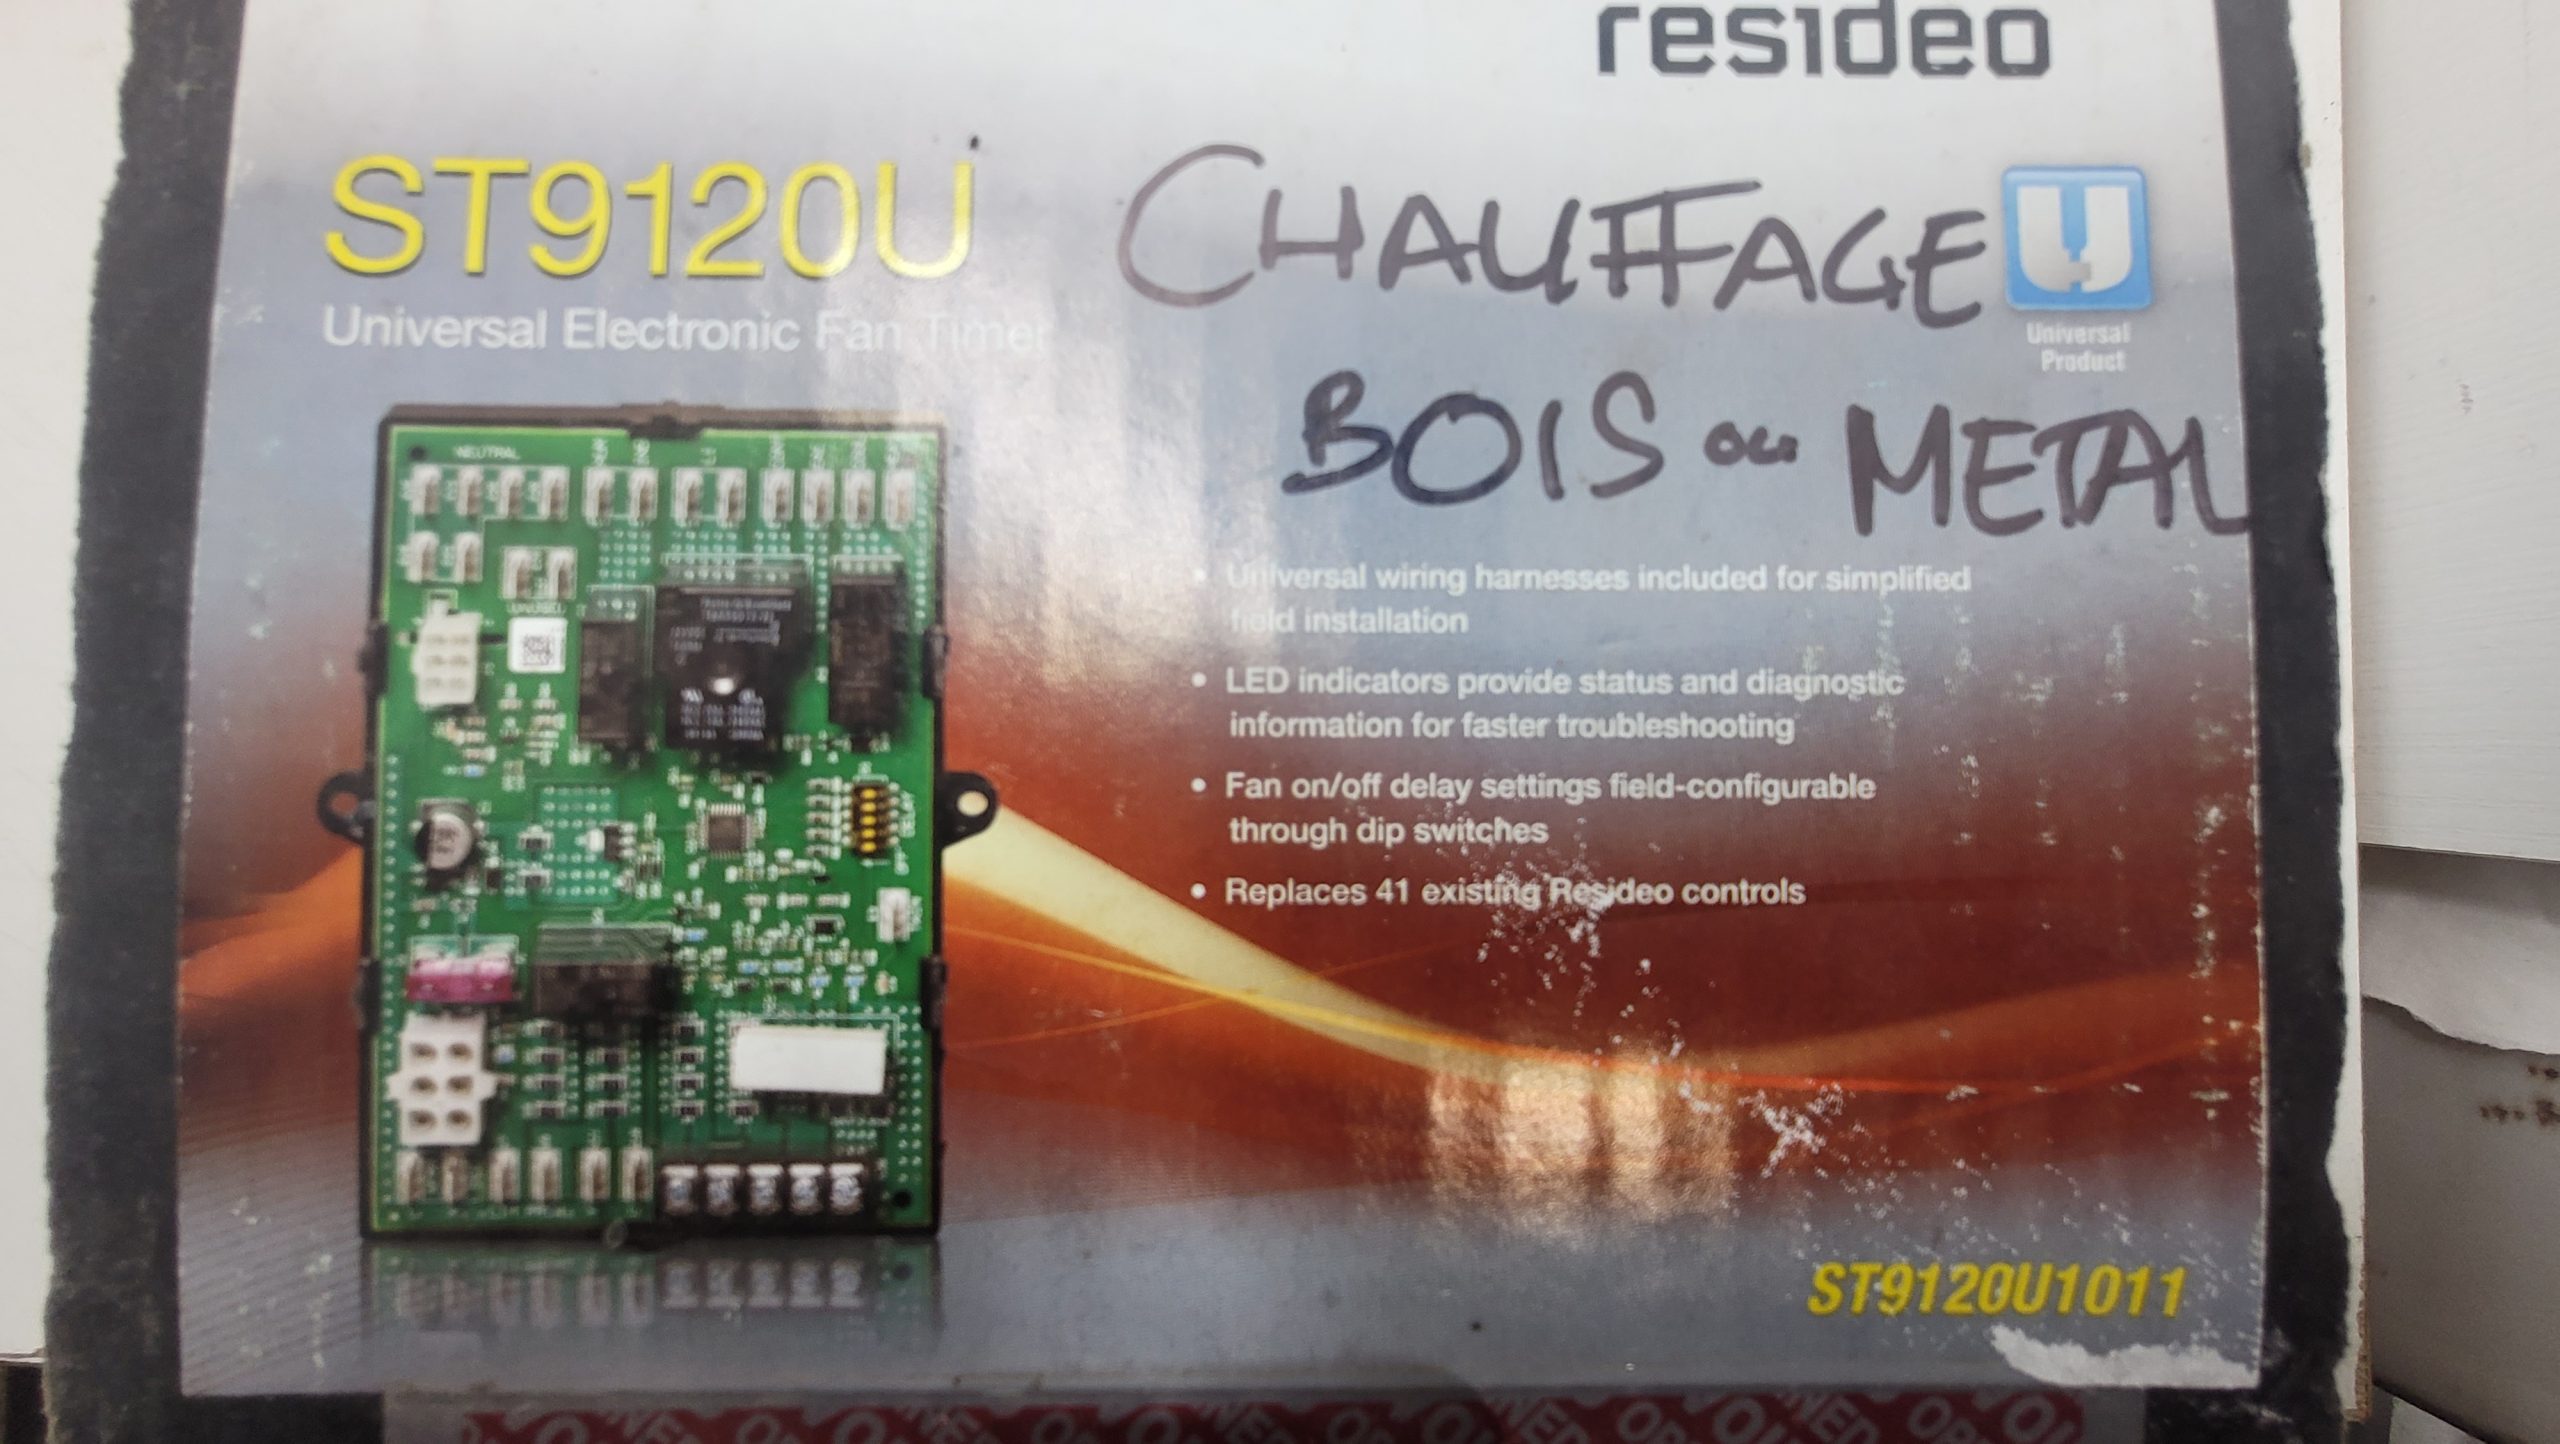 resideo
ST9120U
CHAUFFAGE
Universal Electronic Fan Timer
Universal
Product
BOIS ou METAL
NEUTRAL
• Universal wiring harnesses included for simplified
field installation
• LED indicators provide status and diagnostic
information for faster troubleshooting
• Fan on/off delay settings field-configurable
through dip switches
• Replaces 41 existing Resideo controls
DELAY
ST9120U1011